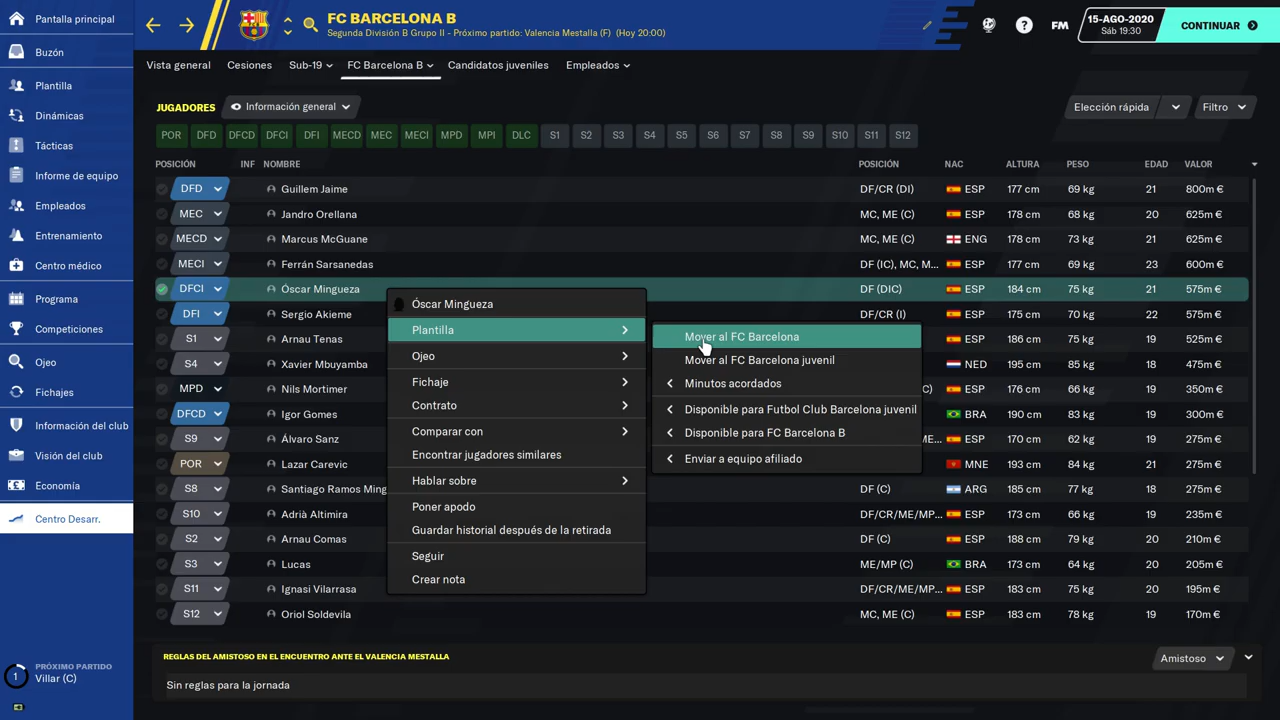 Pantalla principal
Buzón
Plantilla
Dinámicas
Tácticas
Informe de equipo
Empleados
Entrenamiento
Centro médico
Programa
Competiciones
Ojeo
Fichajes
Información del club
Visión del club
Economía
Centro Desarr.
1 PRÓXIMO PARTIDO
Villar (C)
FC BARCELONA B
Segunda División B Grupo II - Próximo partido: Valencia Mestalla (F) (Hoy 20:00)
FM
15-AGO-2020
Sáb 19:30
CONTINUAR
Vista general Cesiones Sub-19 FC Barcelona B Candidatos juveniles Empleados
JUGADORES Información general Elección rápida Filtro
POR DFD DFCD DFCI DFI MECD MEC MECI MPD MPI DLC S1 S2 S3 S4 S5 S6 S7 S8 S9 S10 S11 S12
POSICIÓN INF NOMBRE POSICIÓN NAC ALTURA PESO EDAD VALOR
DFD Guillem Jaime DF/CR (DI) ESP 177 cm 69 kg 21 800m €
MEC Jandro Orellana MC, ME (C) ESP 178 cm 68 kg 20 625m €
MECD Marcus McGuane MC, ME (C) ENG 178 cm 73 kg 21 625m €
MECI Ferrán Sarsanedas DF (IC), MC, M... ESP 178 cm 64 kg 23 600m €
DFCI Óscar Mingueza DF (DIC) ESP 184 cm 75 kg 21 575m €
DFI Sergio Akieme DF/CR (I) ESP 175 cm 70 kg 22 575m €
S1 Arnau Tenas ESP 186 cm 75 kg 19 525m €
S4 Xavier Mbuyamba NED 195 cm 85 kg 18 475m €
MPD Nils Mortimer C) ESP 176 cm 66 kg 19 350m €
DFCD Igor Gomes BRA 190 cm 83 kg 19 300m €
S9 Álvaro Sanz ME... ESP 170 cm 62 kg 19 275m €
POR Lazar Carevic MNE 193 cm 84 kg 21 275m €
S8 Santiago Ramos Ming DF (C) ARG 185 cm 77 kg 18 275m €
S10 Adrià Altimira DF/CR/ME/MP... ESP 173 cm 66 kg 19 235m €
S2 Arnau Comas DF (C) ESP 188 cm 79 kg 20 210m €
S3 Lucas ME/MP (C) BRA 173 cm 64 kg 20 205m €
S11 Ignasi Vilarrasa DF/CR/ME/MP... ESP 183 cm 75 kg 20 195m €
S12 Oriol Soldevila MC, ME (C) ESP 183 cm 78 kg 19 170m €
Óscar Mingueza
Plantilla
Ojeo
Fichaje
Contrato
Comparar con
Encontrar jugadores similares
Hablar sobre
Poner apodo
Guardar historial después de la retirada
Seguir
Crear nota
Mover al FC Barcelona
Mover al FC Barcelona juvenil
Minutos acordados
Disponible para Futbol Club Barcelona juvenil
Disponible para FC Barcelona B
Enviar a equipo afiliado
REGLAS DEL AMISTOSO EN EL ENCUENTRO ANTE EL VALENCIA MESTALLA Amistoso
Sin reglas para la jornada